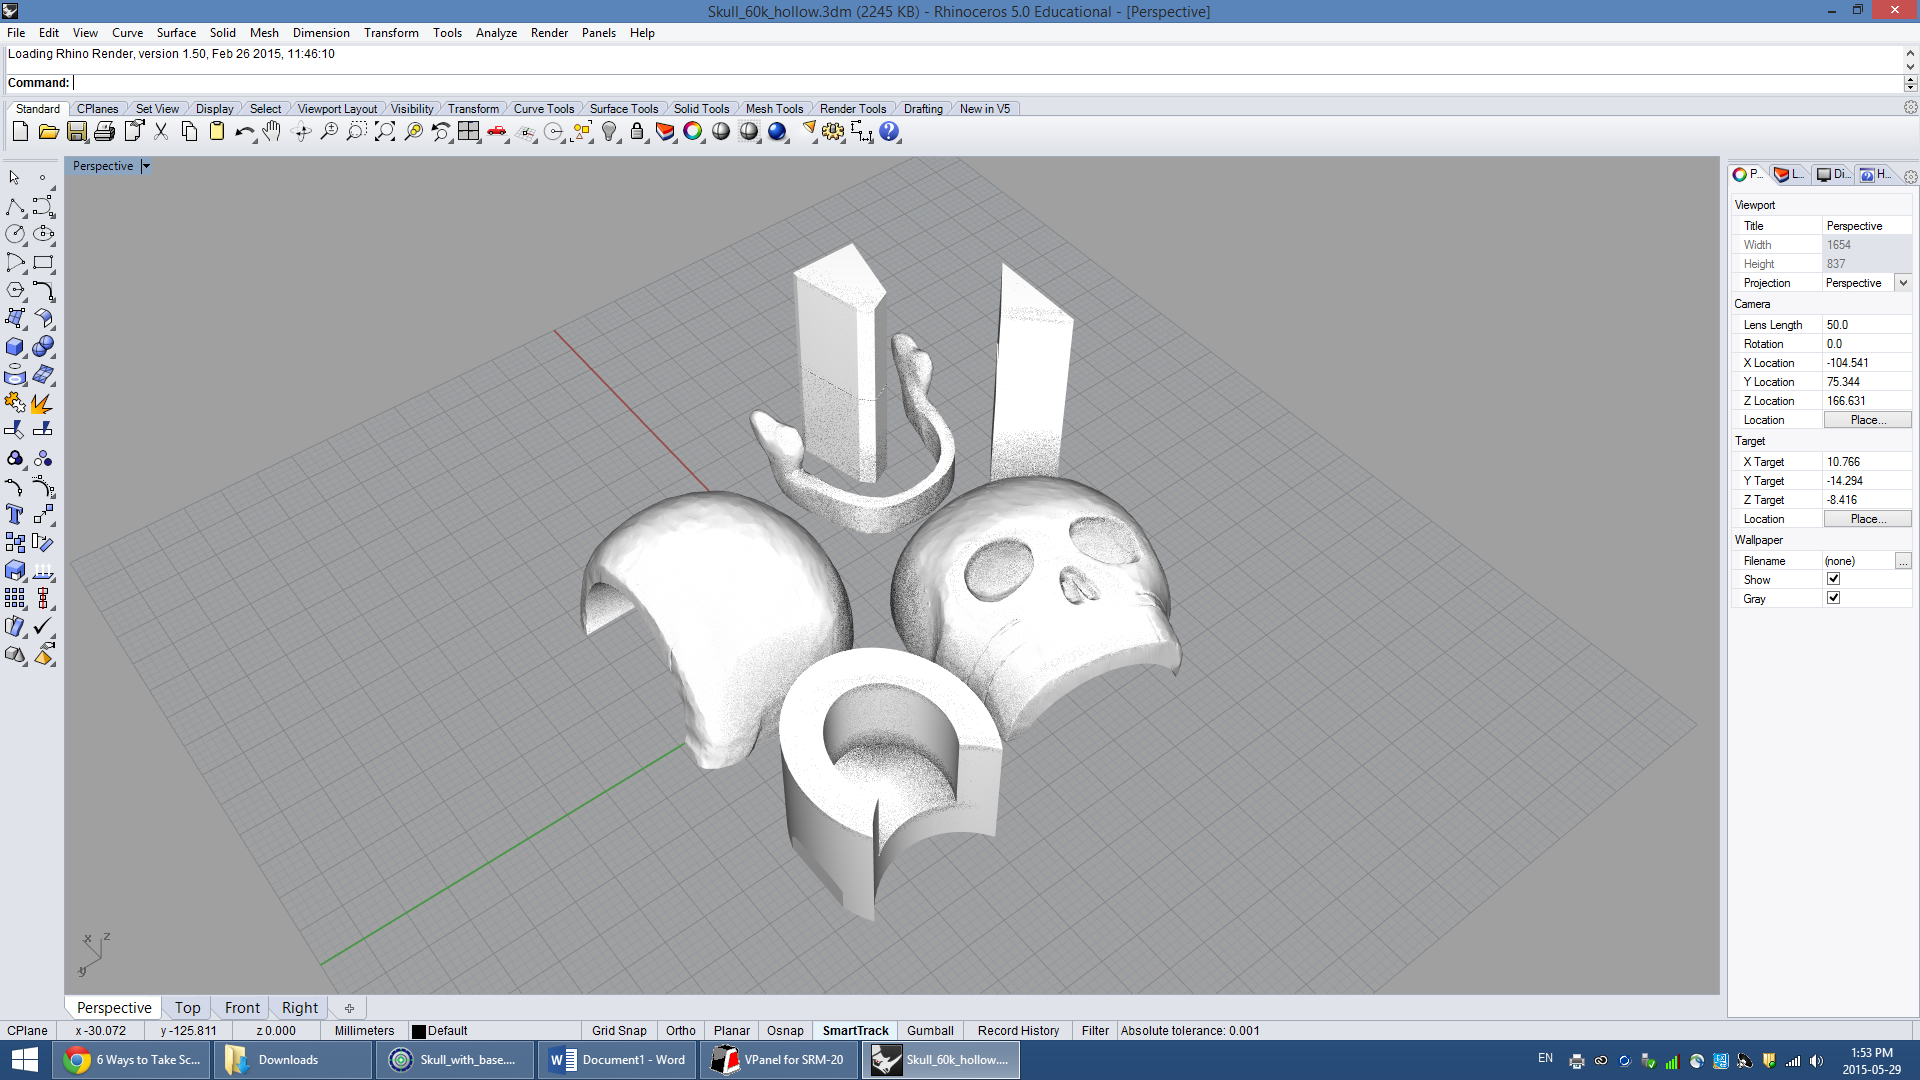 Skull_60k_hollow.3dm (2245 KB) - Rhinoceros 5.0 Educational - [Perspective]
File Edit View Curve Surface Solid Mesh Dimension Transform Tools Analyze Render Panels Help
Loading Rhino Render, version 1.50, Feb 26 2015, 11:46:10
Command:
Standard CPlanes Set View Display Select Viewport Layout Visibility Transform Curve Tools Surface Tools Solid Tools Mesh Tools Render Tools Drafting New in V5
Perspective
P... L... Di... H...
Viewport
Title Perspective
Width 1654
Height 837
Projection Perspective
Camera
Lens Length 50.0
Rotation 0.0
X Location -104.541
Y Location 75.344
Z Location 166.631
Location Place...
Target
X Target 10.766
Y Target -14.294
Z Target -8.416
Location Place...
Wallpaper
Filename (none) ...
Show
Gray
x z
y
Perspective Top Front Right
CPlane x -30.072 y -125.811 z 0.000 Millimeters Default Grid Snap Ortho Planar Osnap SmartTrack Gumball Record History Filter Absolute tolerance: 0.001
6 Ways to Take Sc... Downloads Skull_with_base.... Document1 - Word VPanel for SRM-20 Skull_60k_hollow.... EN 1:53 PM
2015-05-29